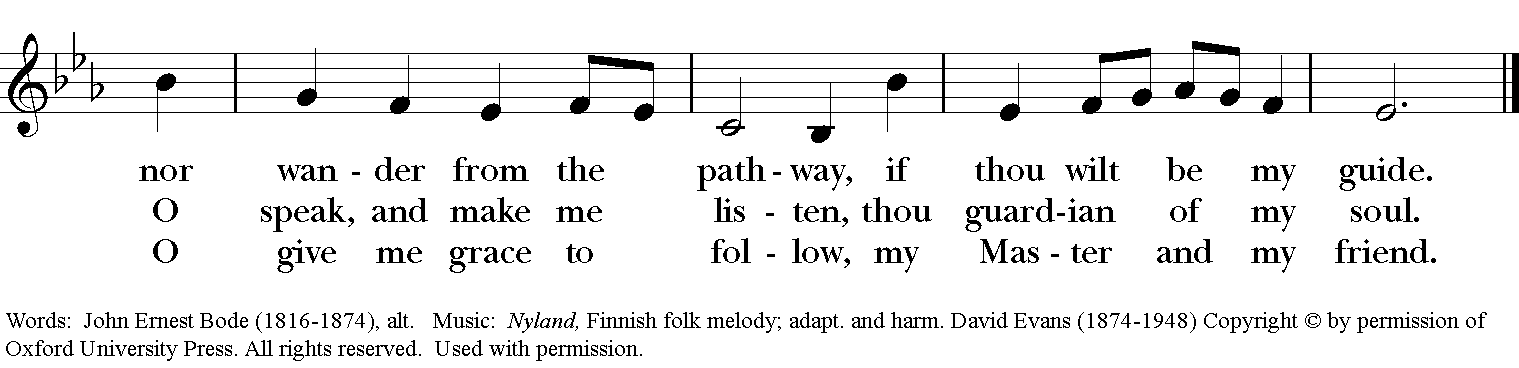 nor wan - der from the path - way, if thou wilt be my guide.
O speak, and make me lis - ten, thou guard-ian of my soul.
O give me grace to fol - low, my Mas - ter and my friend.
Words: John Ernest Bode (1816-1874), alt. Music: Nyland, Finnish folk melody; adapt. and harm. David Evans (1874-1948) Copyright © by permission of
Oxford University Press. All rights reserved. Used with permission.